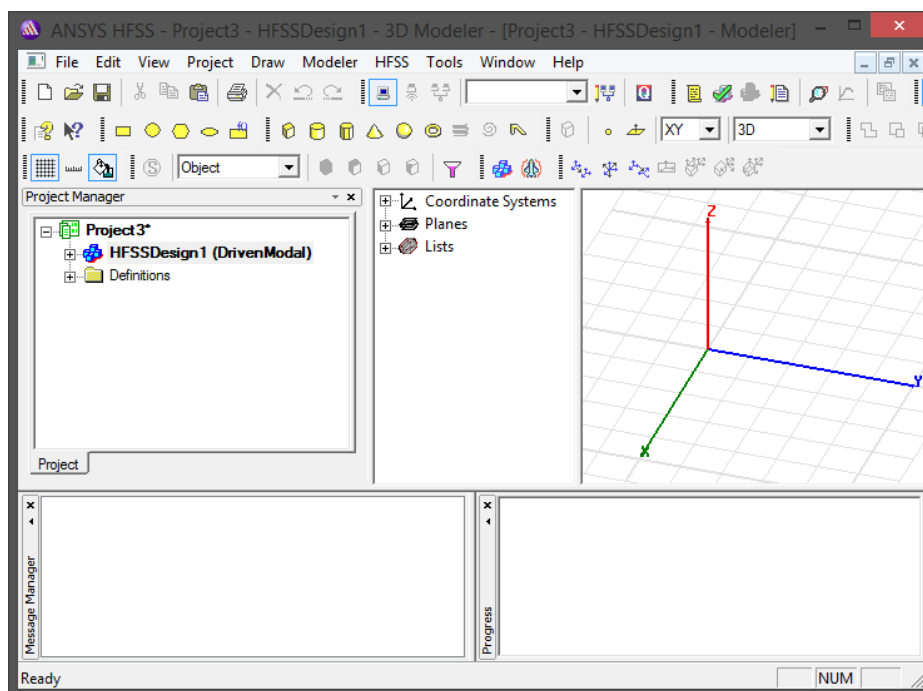 ANSYS HFSS - Project3 - HFSSDesign1 - 3D Modeler - [Project3 - HFSSDesign1 - Modeler]
File Edit View Project Draw Modeler HFSS Tools Window Help
XY 3D
Object
Project Manager
Project3*
HFSSDesign1 (DrivenModal)
Definitions
Project
Coordinate Systems
Planes
Lists
Z
Y
X
Message Manager
Progress
Ready NUM